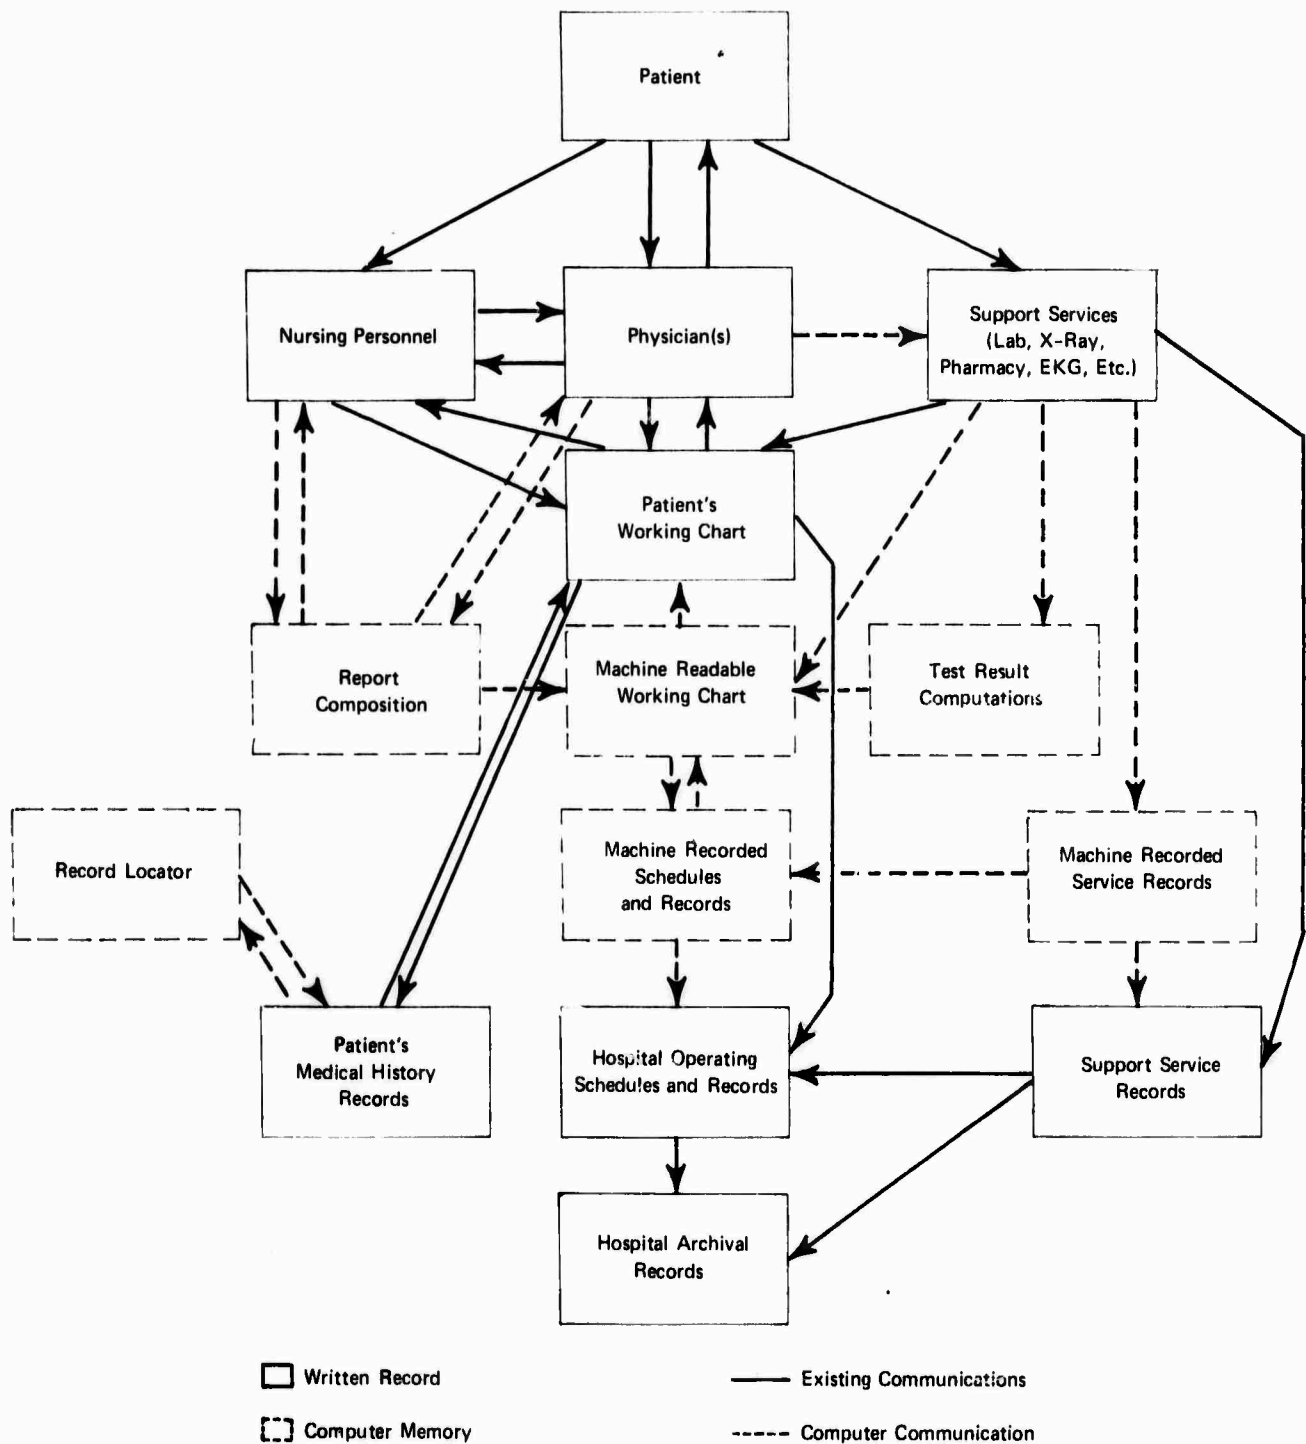 Patient
Nursing Personnel
Physician(s)
Support Services
(Lab, X-Ray,
Pharmacy, EKG, Etc.)
Patient's
Working Chart
Report
Composition
Machine Readable
Working Chart
Test Result
Computations
Record Locator
Machine Recorded
Schedules
and Records
Machine Recorded
Service Records
Patient's
Medical History
Records
Hospital Operating
Schedules and Records
Support Service
Records
Hospital Archival
Records
Written Record
Existing Communications
Computer Memory
Computer Communication